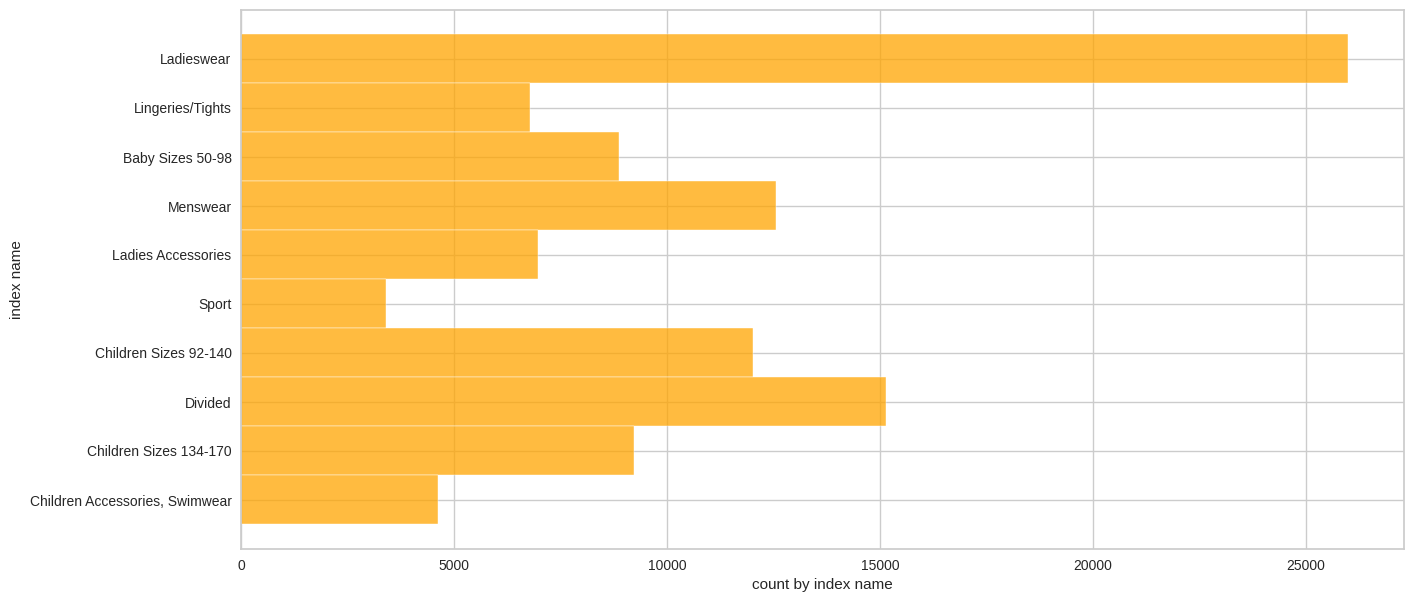 Ladieswear
Lingeries/Tights
Baby Sizes 50-98
Menswear
Ladies Accessories
Sport
Children Sizes 92-140
Divided
Children Sizes 134-170
Children Accessories, Swimwear
index name
0 5000 10000 15000 20000 25000
count by index name